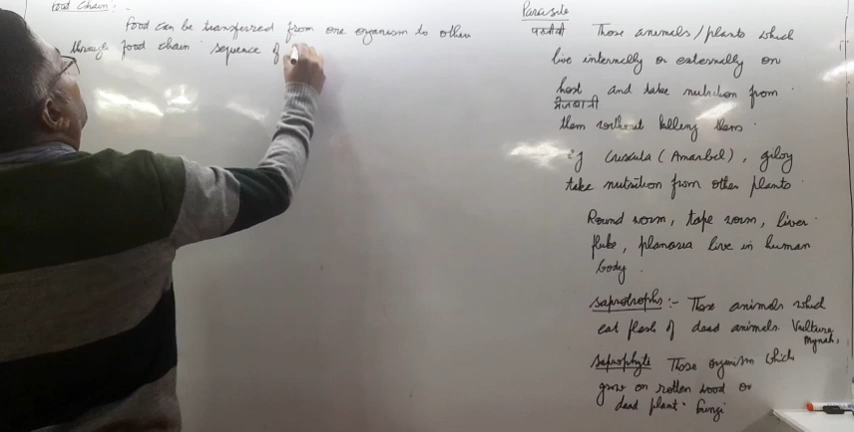 Food Chain:-
Food can be transferred from one organism to other
through food chain sequence of
Parasite
परजीवी Those animals/plants which
live internally or externally on
host and take nutrition from
मेजबानी
them without killing them
eg Cuscuta (Amarbel), giloy
take nutrition from other plants
Round worm, tape worm, liver
fluke, planaria live in human
body.
saprotrophs:- Those animals which
eat flesh of dead animals. Vulture,
Mynah,
saprophyte Those organism which
grow on rotten wood or
dead plant. fungi